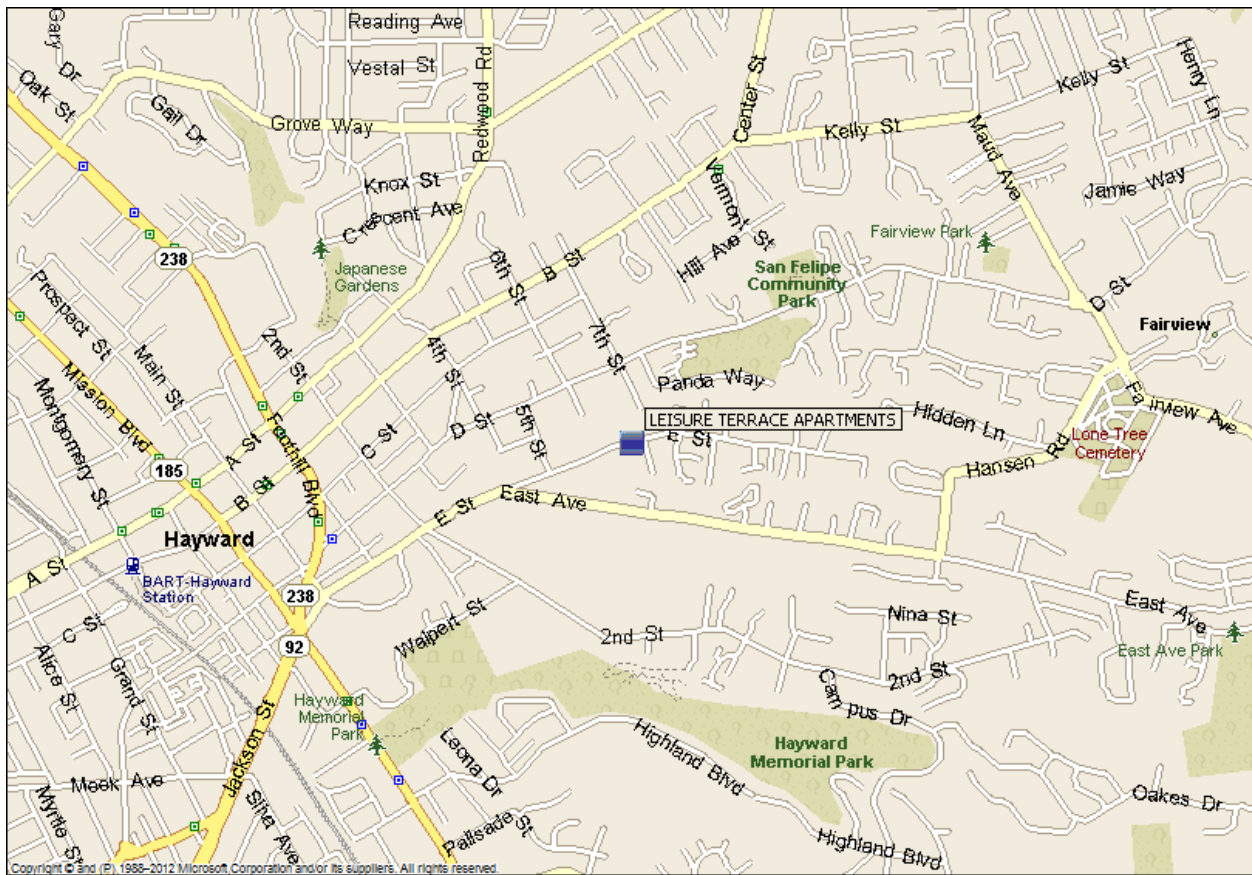 Reading Ave
Vestal St
Gary Dr
Oak St
Gail Dr
Grove Way
Redwood Rd
Center St
Kelly St
Kelly St
Henry Ln
Maud Ave
Jamie Way
Knox St
Crescent Ave
Vermont St
Hill Ave
Fairview Park
238
Japanese
Gardens
6th St
B St
7th St
San Felipe
Community
Park
D St
Fairview
Prospect St
Main St
2nd St
4th St
Mission Blvd
Montgomery St
Foothill Blvd
Panda Way
LEISURE TERRACE APARTMENTS
Hidden Ln
Fairview Ave
Lone Tree
Cemetery
D St
5th St
C St
E St
Hansen Rd
185
A St
B St
E St
East Ave
Hayward
A St
BART-Hayward
Station
238
92
Walpert St
2nd St
Nina St
East Ave
East Ave Park
C St
Alice St
Grand St
2nd St
Campus Dr
Hayward
Memorial
Park
Jackson St
Leona Dr
Highland Blvd
Hayward
Memorial Park
Meek Ave
Myrtle St
Silva Ave
Palisade St
Oakes Dr
Highland Blvd
Copyright © and (P) 1988–2012 Microsoft Corporation and/or its suppliers. All rights reserved.